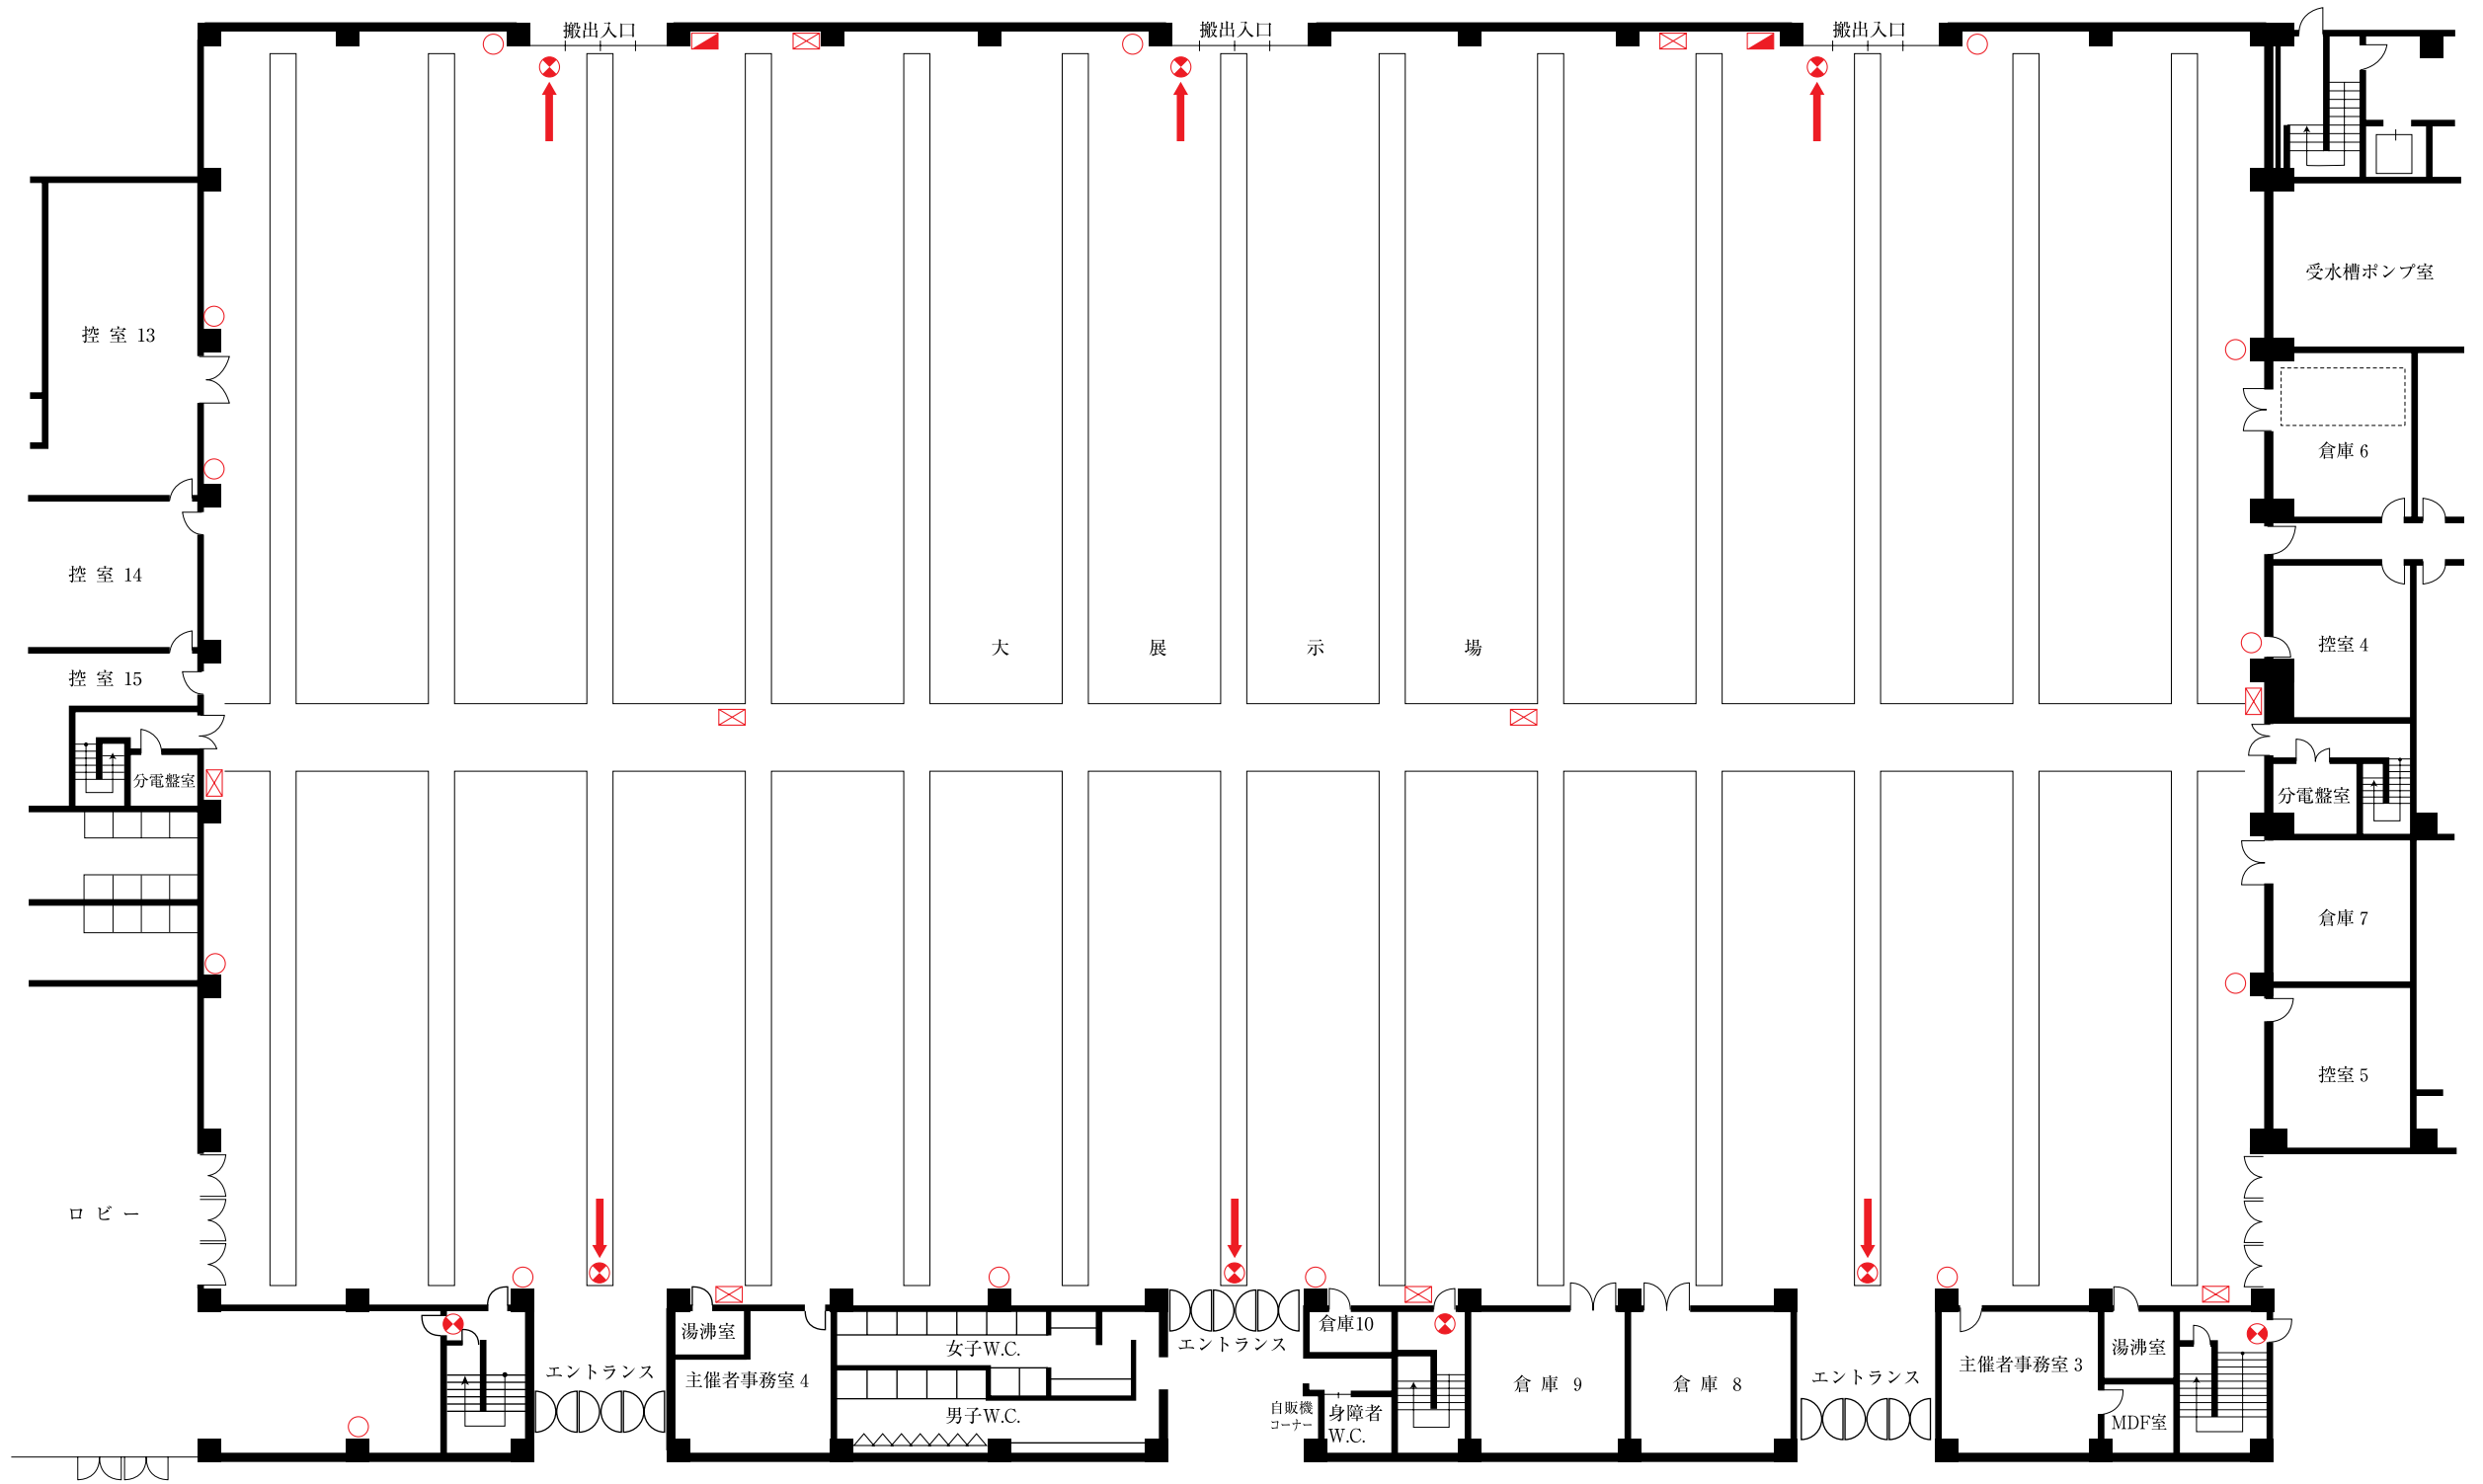 搬出入口
搬出入口
搬出入口
受水槽ポンプ室
控 室 13
倉庫 6
控 室 14
大 展 示 場
控室 4
控 室 15
分電盤室
分電盤室
倉庫 7
控室 5
ロ ビ ー
湯沸室
主催者事務室 4
女子W.C.
男子W.C.
エントランス
エントランス
倉庫10
自販機
コーナー
身障者
W.C.
倉 庫 9
倉 庫 8
エントランス
主催者事務室 3
湯沸室
MDF室